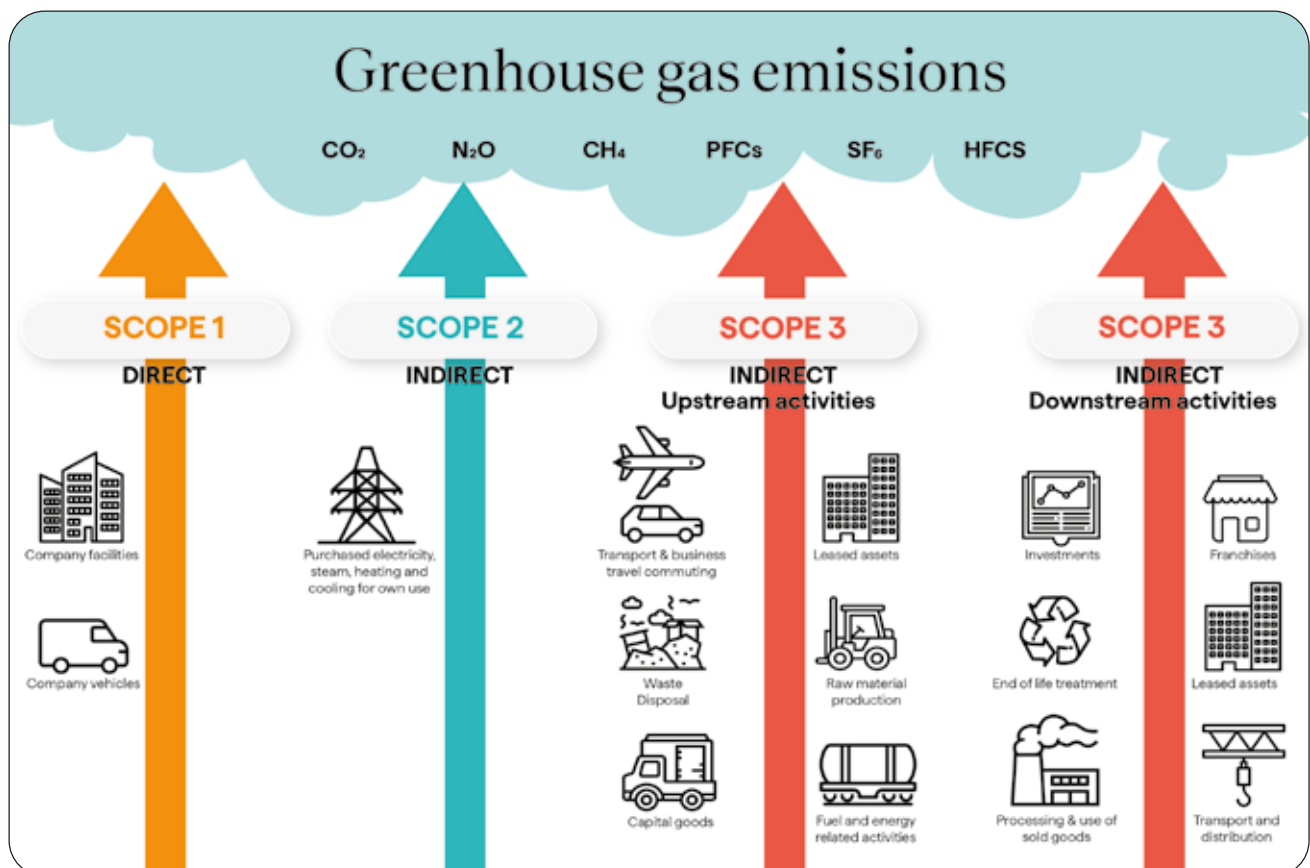 Greenhouse gas emissions
CO₂ N₂O CH₄ PFCs SF₆ HFCS
SCOPE 1
DIRECT
Company facilities
Company vehicles
SCOPE 2
INDIRECT
Purchased electricity,
steam, heating and
cooling for own use
SCOPE 3
INDIRECT
Upstream activities
Transport & business
travel commuting
Leased assets
Waste
Disposal
Raw material
production
Capital goods
Fuel and energy
related activities
SCOPE 3
INDIRECT
Downstream activities
Investments
Franchises
End of life treatment
Leased assets
Processing & use of
sold goods
Transport and
distribution